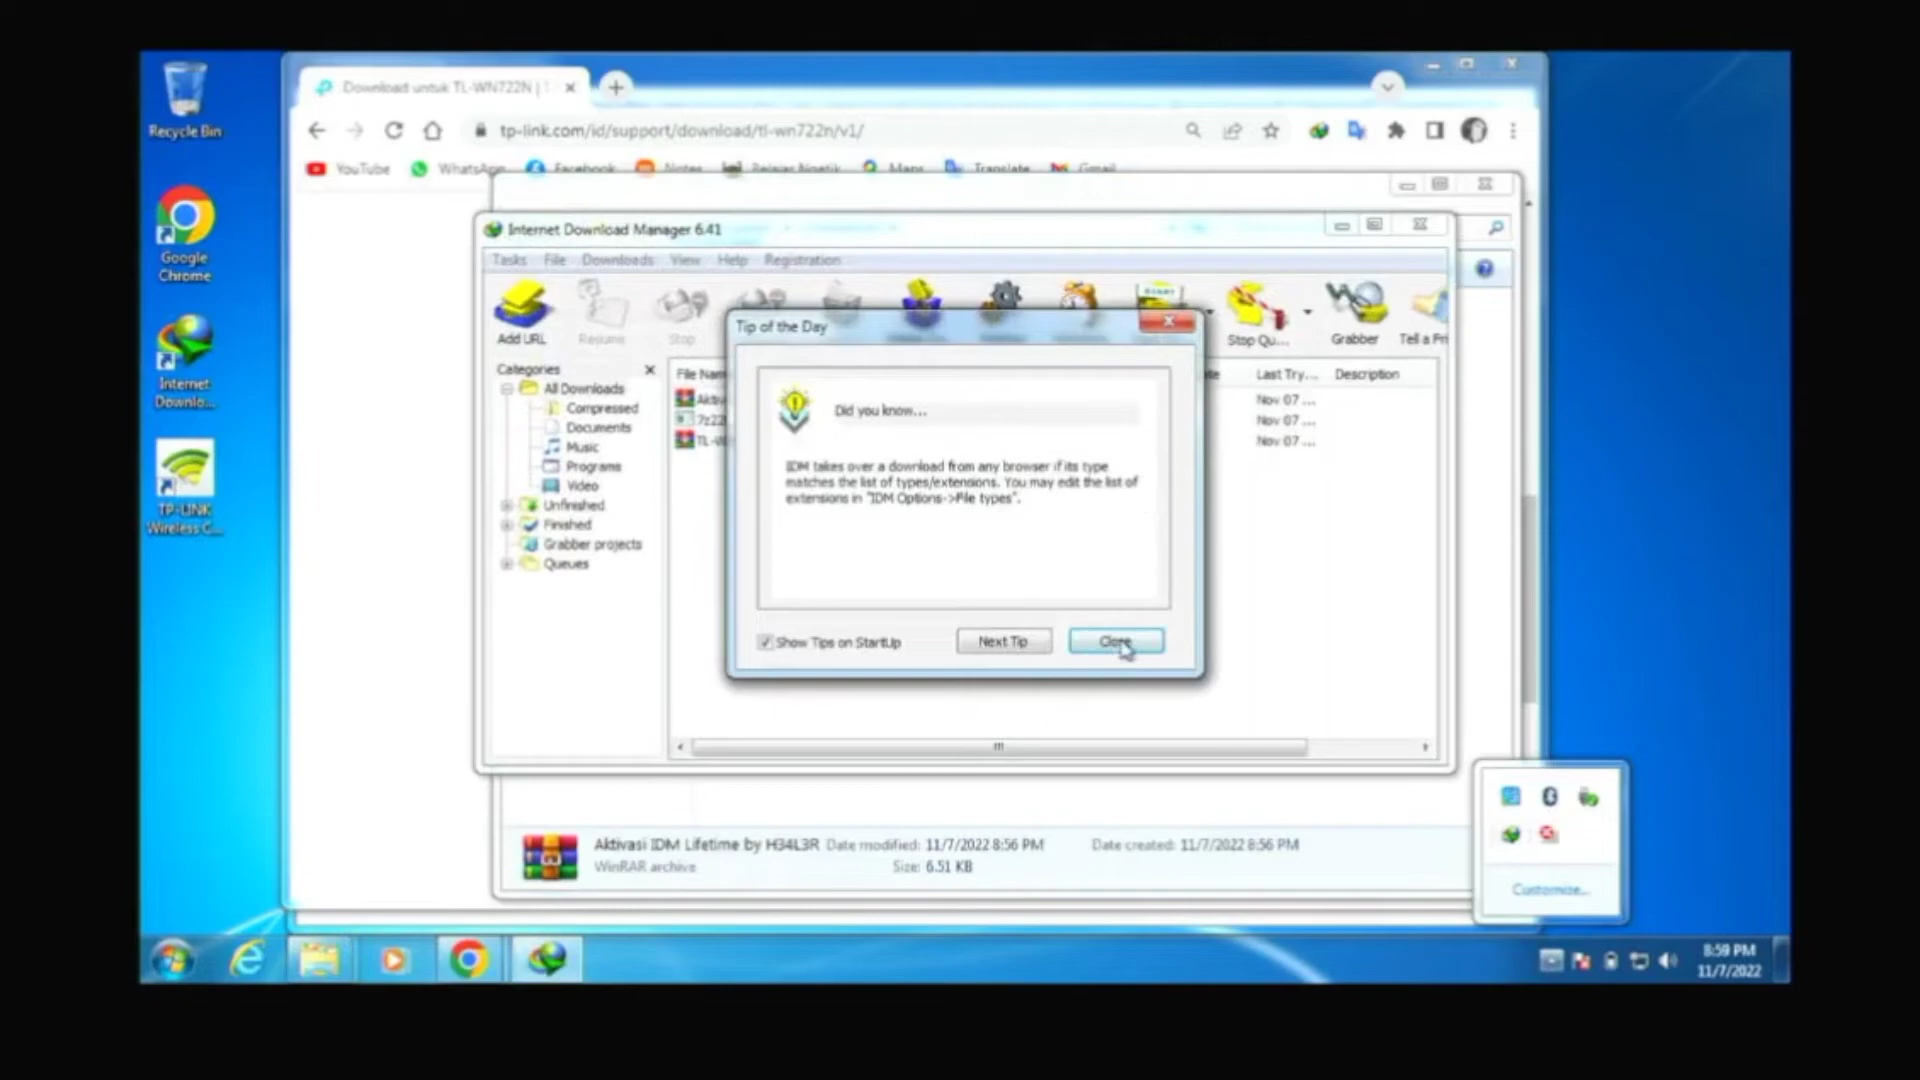 Recycle Bin
Google
Chrome
Internet
Downlo...
TP-LINK
Wireless C...
Download untuk TL-WN722N |
tp-link.com/id/support/download/tl-wn722n/v1/
YouTube
WhatsApp
Facebook
Notes
Maps
Translate
Gmail
Internet Download Manager 6.41
Tasks File Downloads View Help Registration
Add URL
Resume
Stop
Stop Qu...
Grabber
Tell a Fri
Categories
All Downloads
Compressed
Documents
Music
Programs
Video
Unfinished
Finished
Grabber projects
Queues
File Nam
Last Try...
Description
Aktiv
7z22
TL-W
Nov 07 ...
Nov 07 ...
Nov 07 ...
Tip of the Day
Did you know...
IDM takes over a download from any browser if its type
matches the list of types/extensions. You may edit the list of
extensions in "IDM Options->File types".
Show Tips on StartUp
Next Tip
Close
Aktivasi IDM Lifetime by H34L3R Date modified: 11/7/2022 8:56 PM Date created: 11/7/2022 8:56 PM
WinRAR archive Size: 6.51 KB
Customize...
8:59 PM
11/7/2022